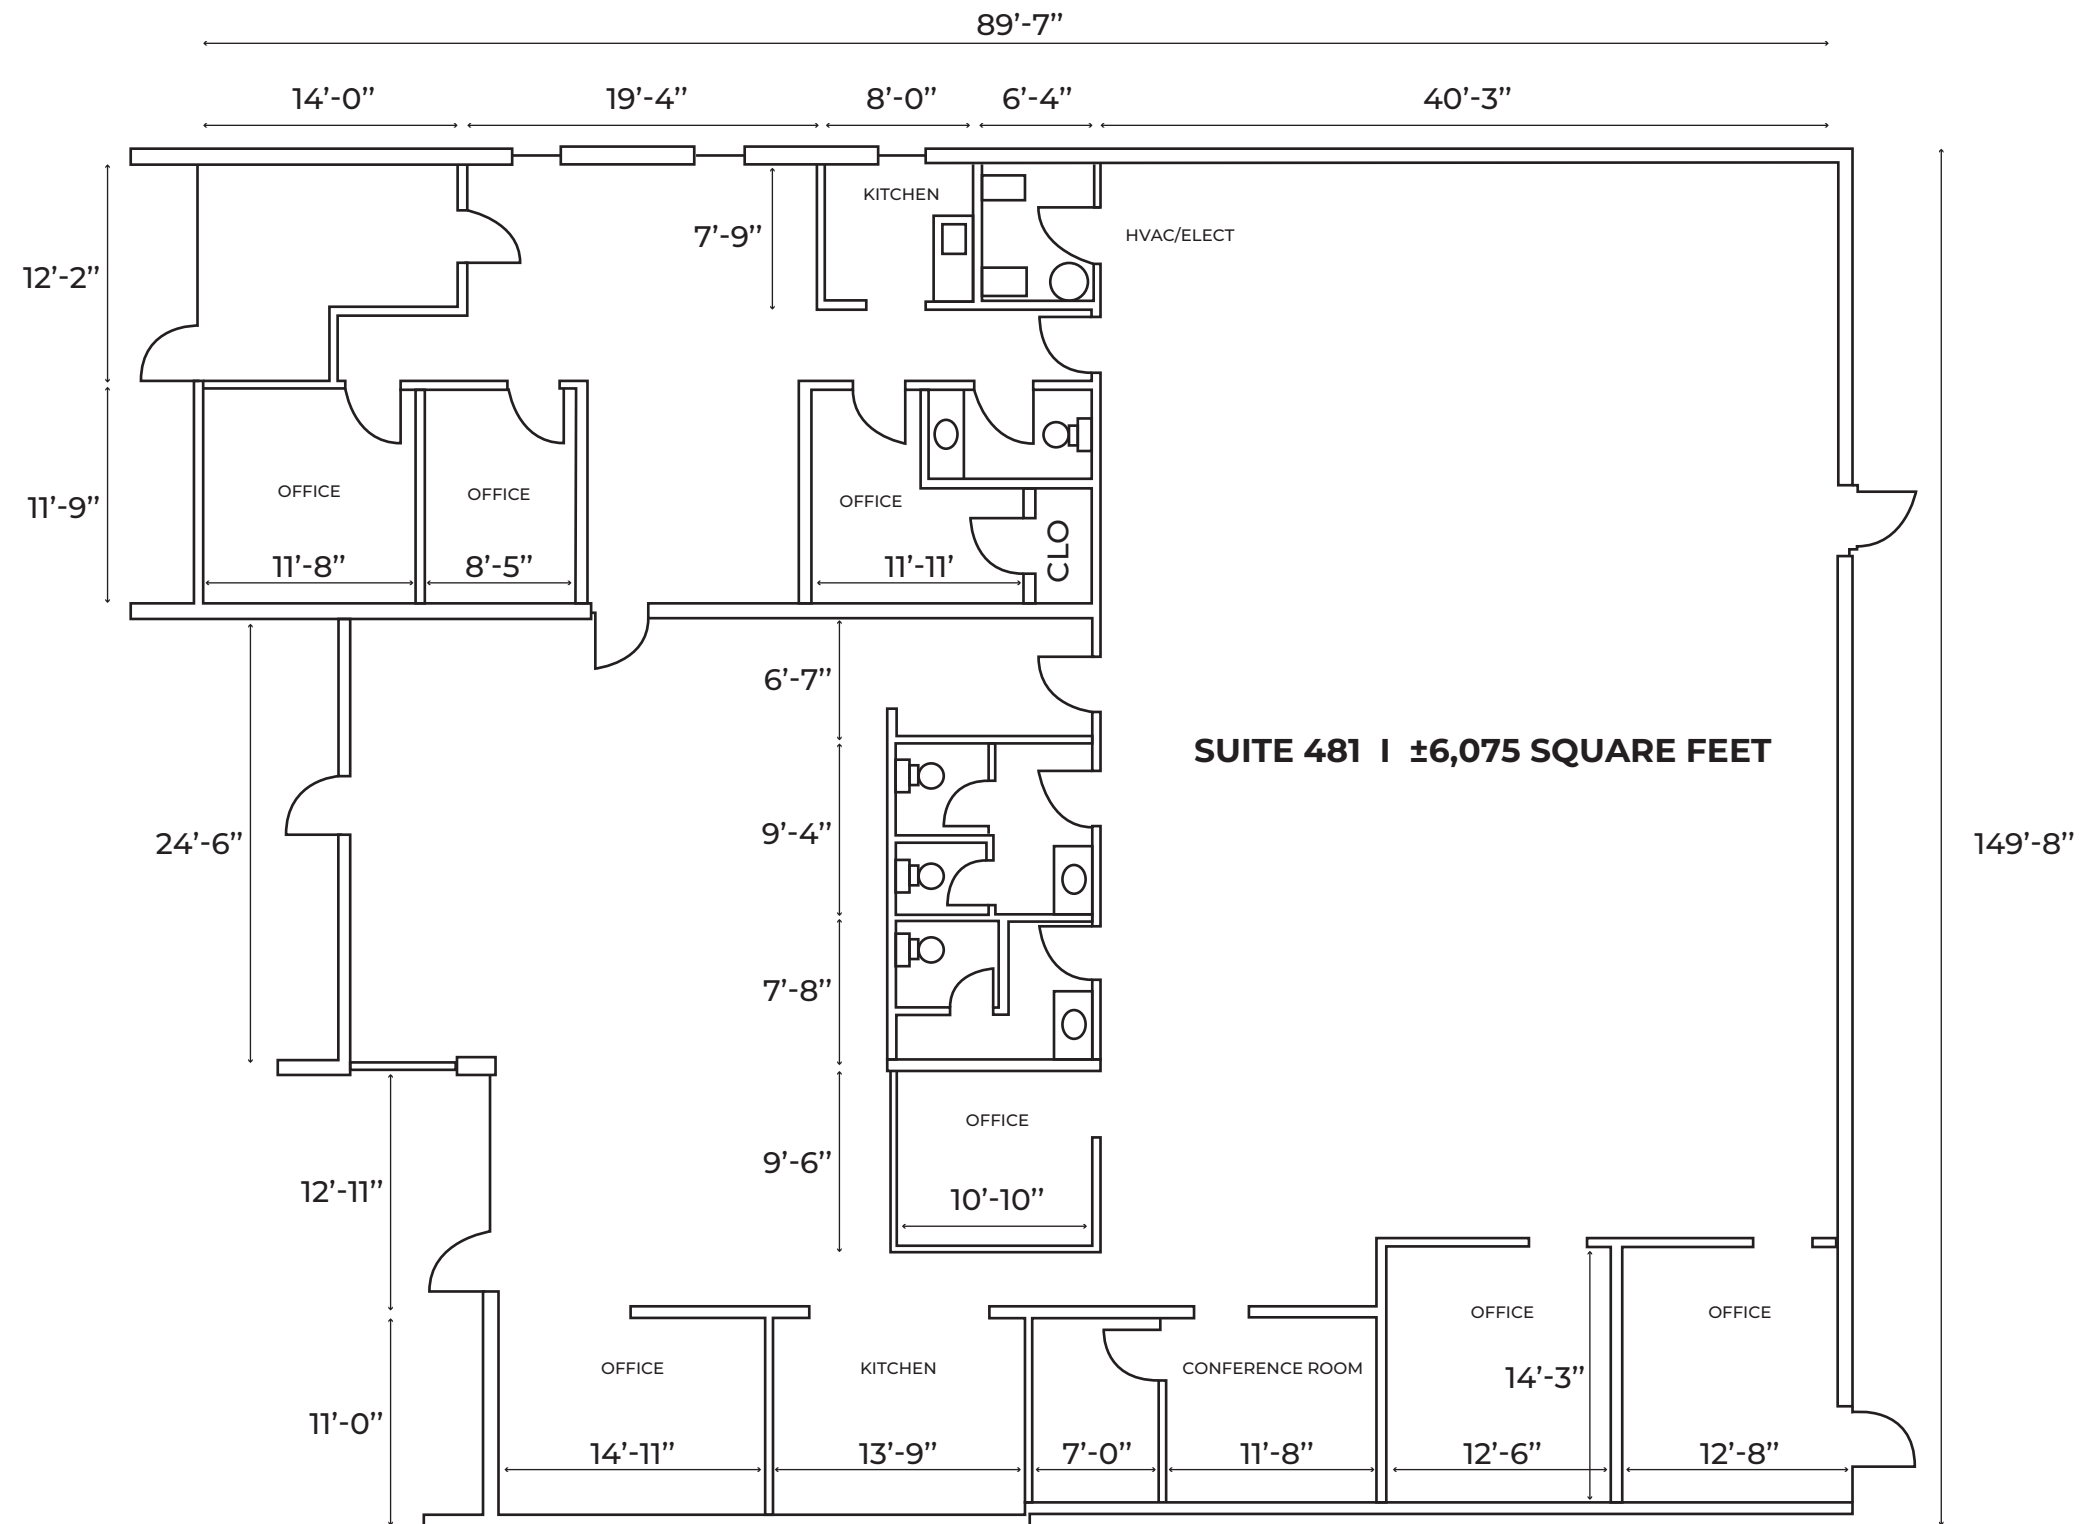 89’-7”
14’-0”
19’-4”
8’-0”
6’-4”
40’-3”
KITCHEN
7’-9”
HVAC/ELECT
12’-2”
OFFICE
OFFICE
OFFICE
11’-9”
CLO
11’-8”
8’-5”
11’-11’
6’-7”
SUITE 481 I ±6,075 SQUARE FEET
9’-4”
24’-6”
149’-8”
7’-8”
OFFICE
9’-6”
12’-11”
10’-10”
OFFICE
OFFICE
OFFICE
KITCHEN
CONFERENCE ROOM
14’-3”
11’-0”
14’-11”
13’-9”
7’-0”
11’-8”
12’-6”
12’-8”